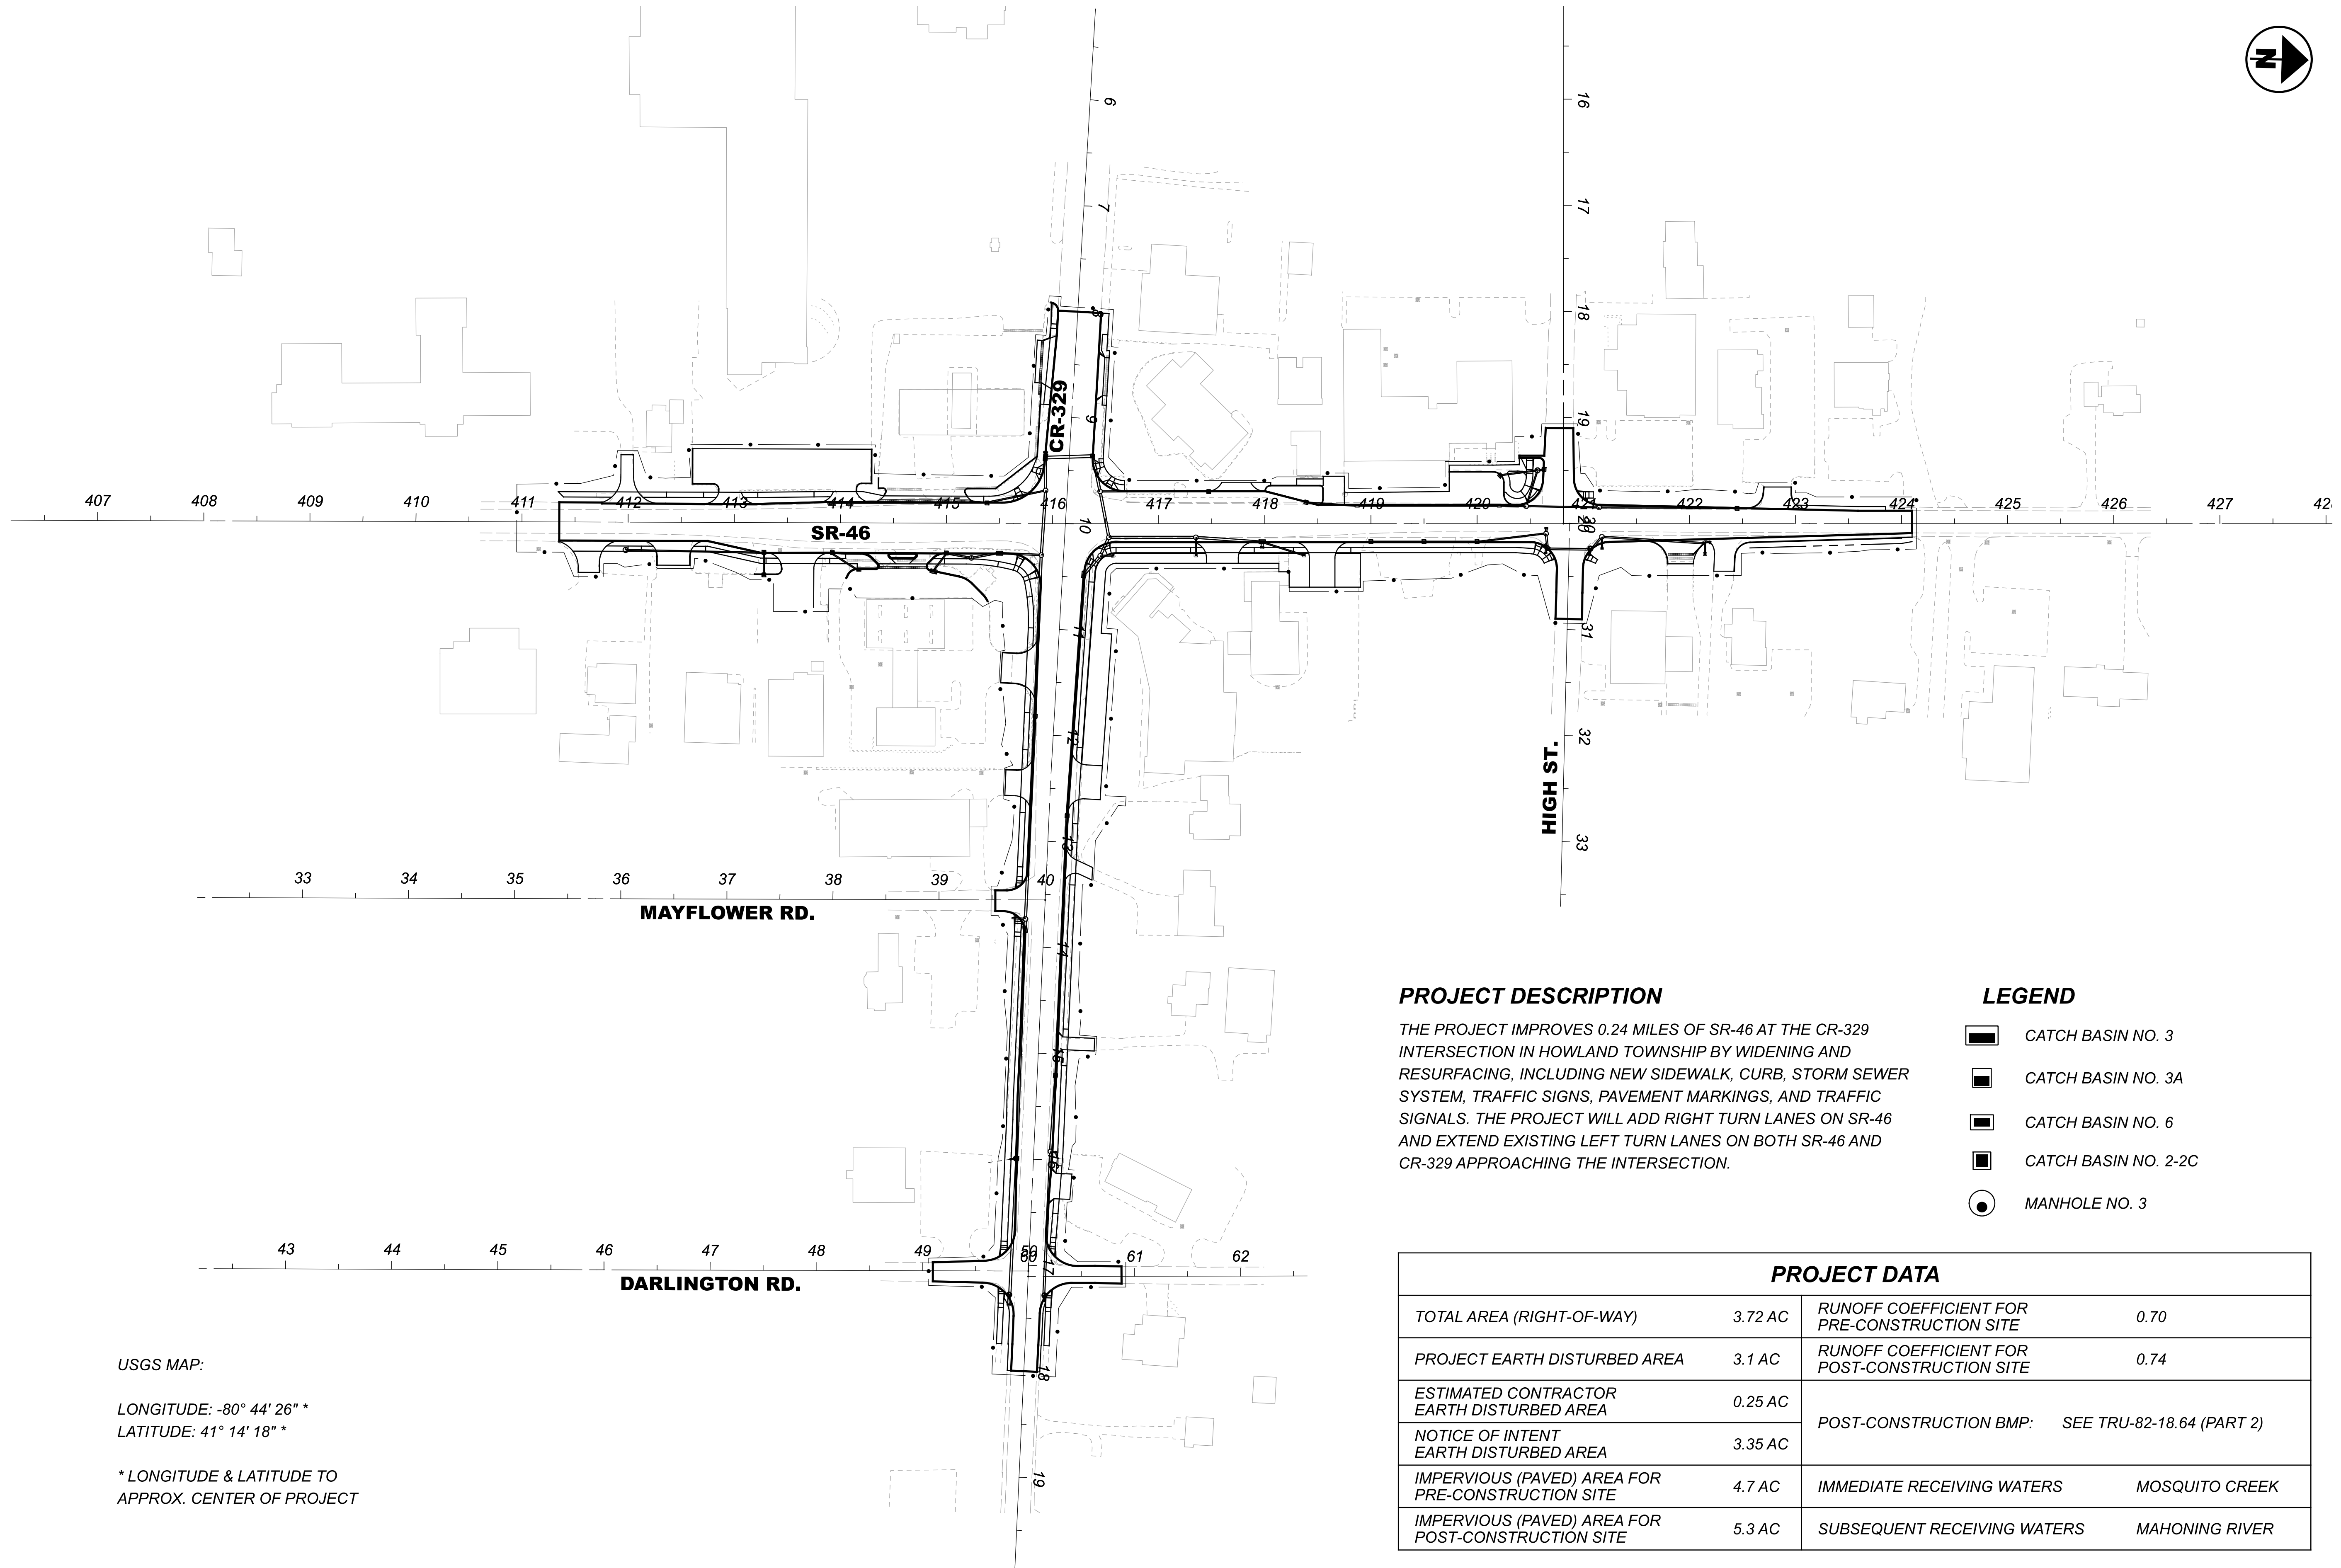 N
6
7
8
9
10
11
12
13
14
15
16
17
18
19
16
17
18
19
20
30
31
32
33
407
408
409
410
411
412
413
414
415
416
417
418
419
420
421
422
423
424
425
426
427
SR-46
CR-329
HIGH ST.
33
34
35
36
37
38
39
40
MAYFLOWER RD.
43
44
45
46
47
48
49
50
60
61
62
DARLINGTON RD.
USGS MAP:
LONGITUDE: -80° 44' 26" *
LATITUDE: 41° 14' 18" *
* LONGITUDE & LATITUDE TO
APPROX. CENTER OF PROJECT
PROJECT DESCRIPTION
THE PROJECT IMPROVES 0.24 MILES OF SR-46 AT THE CR-329
INTERSECTION IN HOWLAND TOWNSHIP BY WIDENING AND
RESURFACING, INCLUDING NEW SIDEWALK, CURB, STORM SEWER
SYSTEM, TRAFFIC SIGNS, PAVEMENT MARKINGS, AND TRAFFIC
SIGNALS. THE PROJECT WILL ADD RIGHT TURN LANES ON SR-46
AND EXTEND EXISTING LEFT TURN LANES ON BOTH SR-46 AND
CR-329 APPROACHING THE INTERSECTION.
LEGEND
CATCH BASIN NO. 3
CATCH BASIN NO. 3A
CATCH BASIN NO. 6
CATCH BASIN NO. 2-2C
MANHOLE NO. 3
PROJECT DATA
TOTAL AREA (RIGHT-OF-WAY) 3.72 AC
RUNOFF COEFFICIENT FOR
PRE-CONSTRUCTION SITE 0.70
PROJECT EARTH DISTURBED AREA 3.1 AC
RUNOFF COEFFICIENT FOR
POST-CONSTRUCTION SITE 0.74
ESTIMATED CONTRACTOR
EARTH DISTURBED AREA 0.25 AC
POST-CONSTRUCTION BMP: SEE TRU-82-18.64 (PART 2)
NOTICE OF INTENT
EARTH DISTURBED AREA 3.35 AC
IMPERVIOUS (PAVED) AREA FOR
PRE-CONSTRUCTION SITE 4.7 AC
IMMEDIATE RECEIVING WATERS MOSQUITO CREEK
IMPERVIOUS (PAVED) AREA FOR
POST-CONSTRUCTION SITE 5.3 AC
SUBSEQUENT RECEIVING WATERS MAHONING RIVER